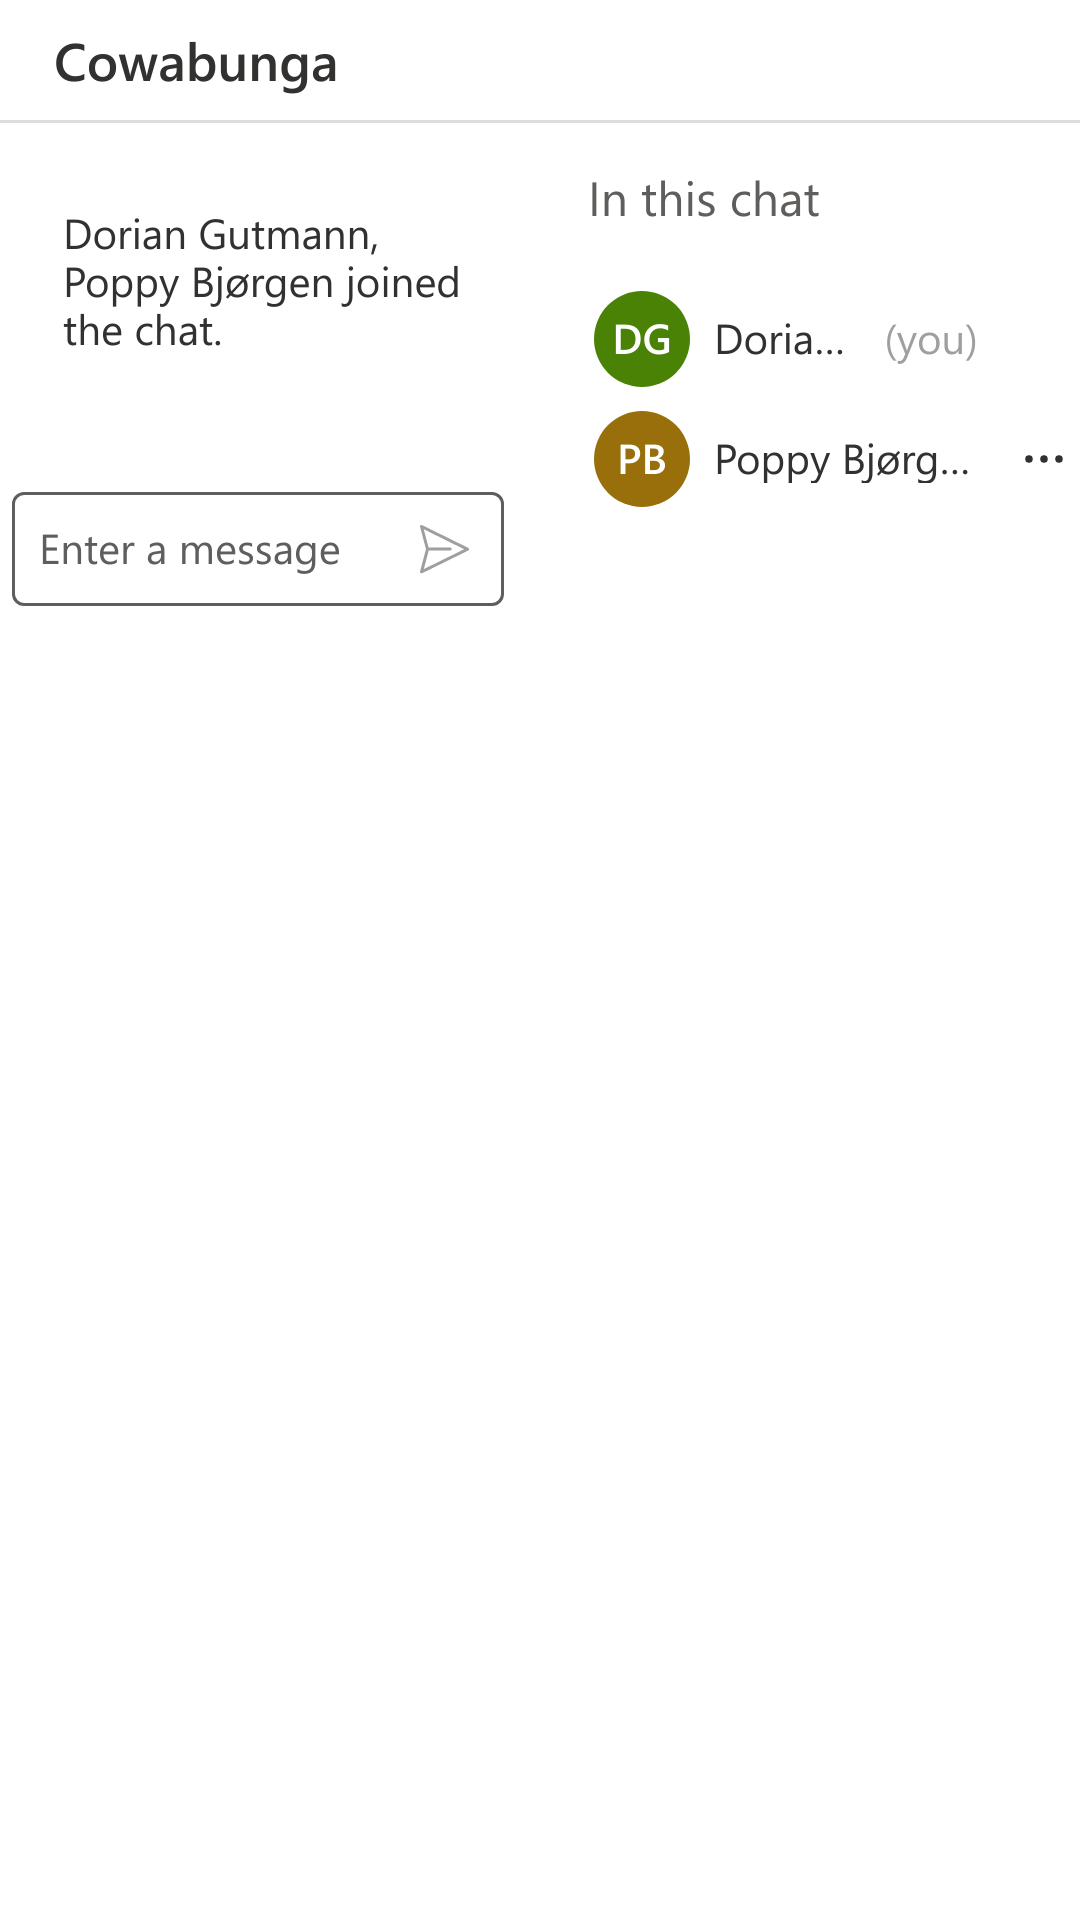 Cowabunga
Dorian Gutmann,
Poppy Bjørgen joined
the chat.
Enter a message
In this chat
DG Doria... (you)
PB Poppy Bjørg...